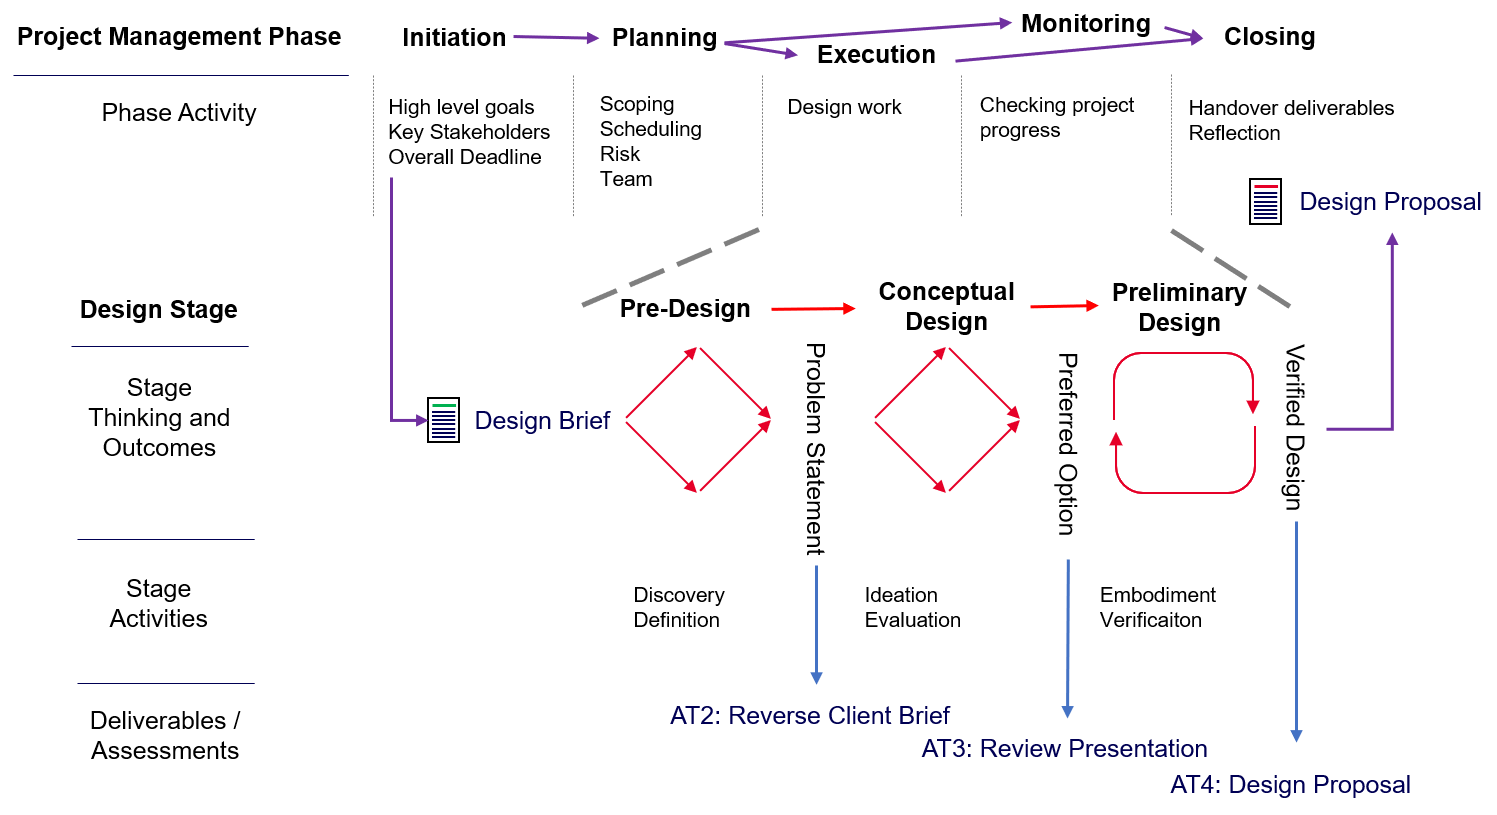 Project Management Phase
Initiation
Planning
Execution
Monitoring
Closing
Phase Activity
High level goals
Key Stakeholders
Overall Deadline
Scoping
Scheduling
Risk
Team
Design work
Checking project
progress
Handover deliverables
Reflection
Design Proposal
Design Stage
Pre-Design
Conceptual
Design
Preliminary
Design
Stage
Thinking and
Outcomes
Design Brief
Problem Statement
Preferred Option
Verified Design
Stage
Activities
Discovery
Definition
Ideation
Evaluation
Embodiment
Verificaiton
Deliverables /
Assessments
AT2: Reverse Client Brief
AT3: Review Presentation
AT4: Design Proposal